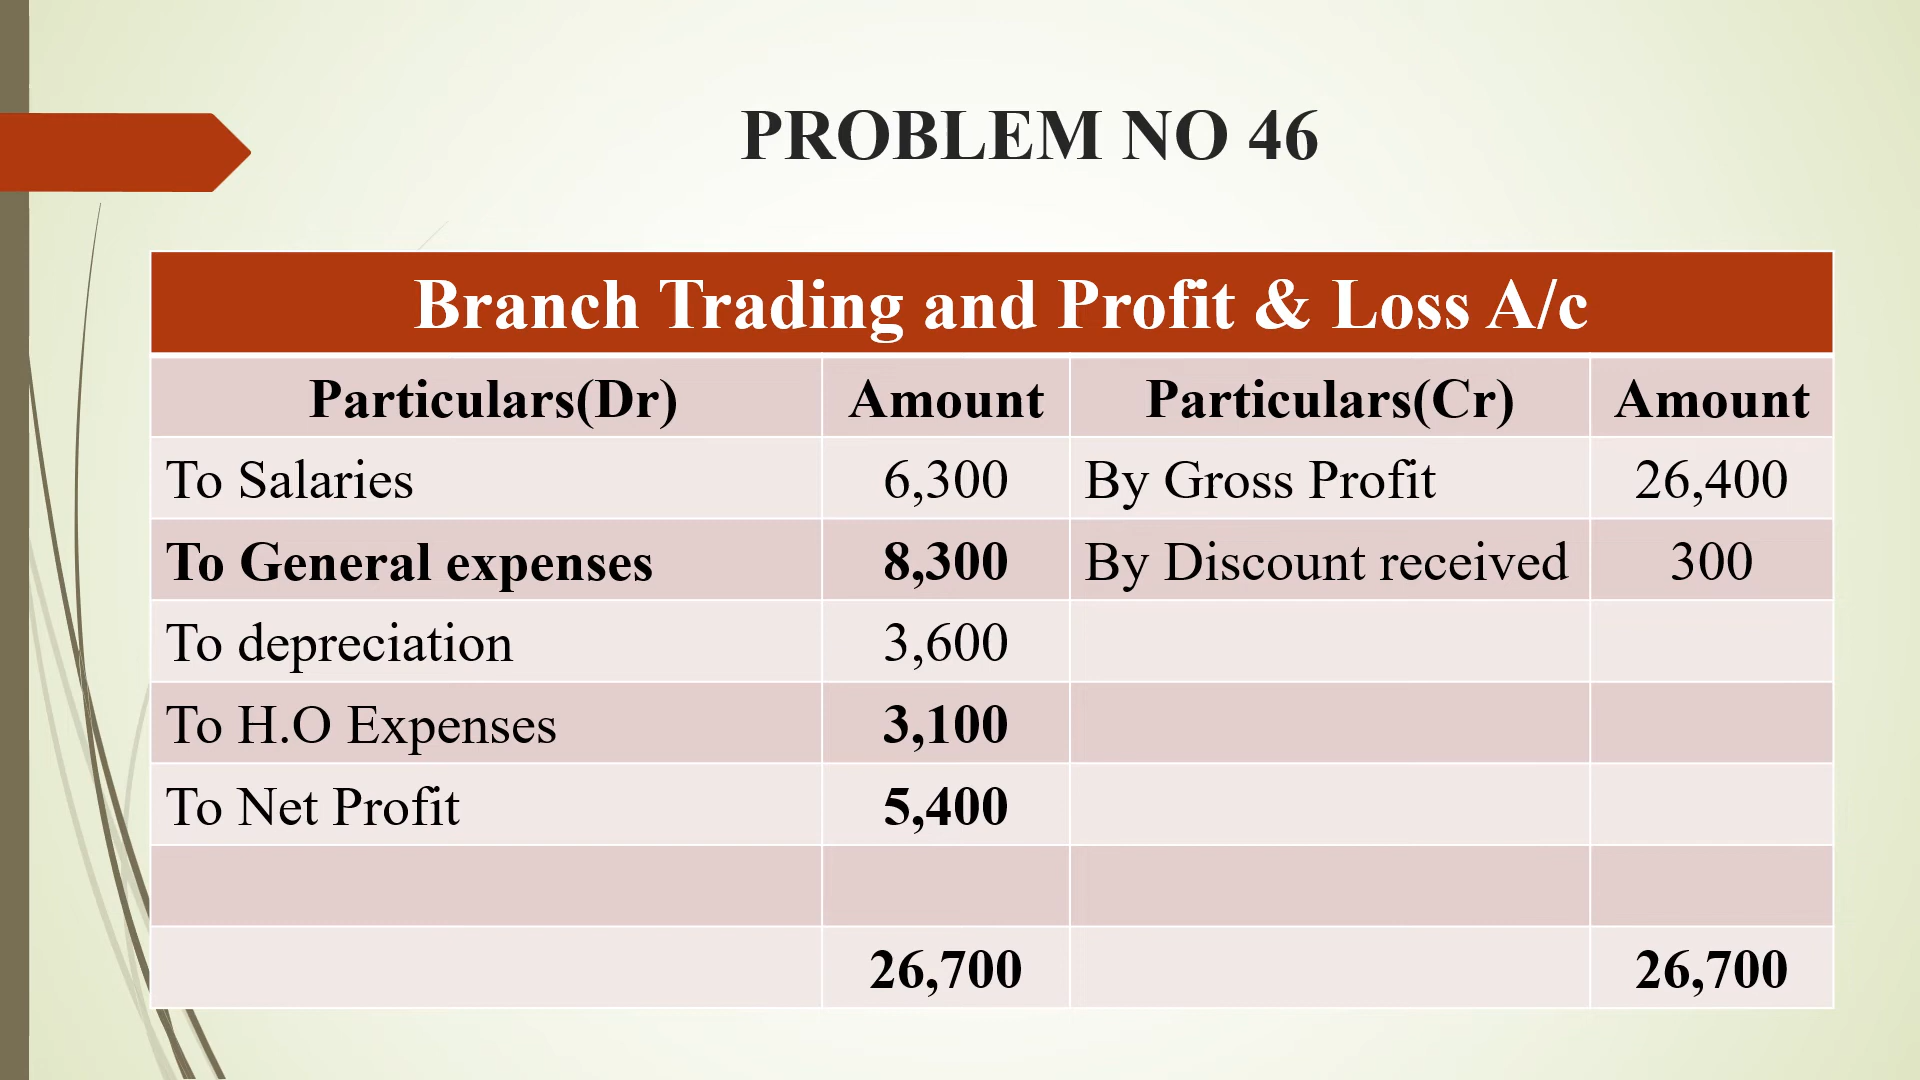 PROBLEM NO 46
Branch Trading and Profit & Loss A/c
Particulars(Dr) Amount Particulars(Cr) Amount
To Salaries 6,300 By Gross Profit 26,400
To General expenses 8,300 By Discount received 300
To depreciation 3,600
To H.O Expenses 3,100
To Net Profit 5,400
26,700 26,700